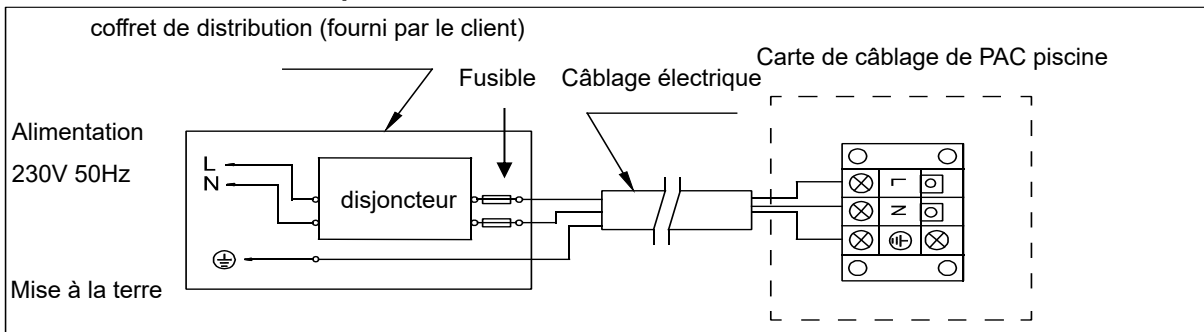 coffret de distribution (fourni par le client)
Carte de câblage de PAC piscine
Fusible
Câblage électrique
Alimentation
230V 50Hz
L
N
disjoncteur
L
N
Mise à la terre